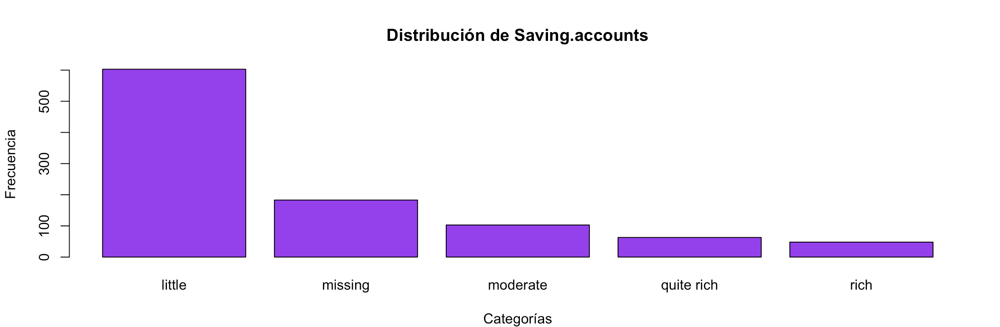 Distribución de Saving.accounts
Frecuencia
500
300
100
0
little missing moderate quite rich rich
Categorías